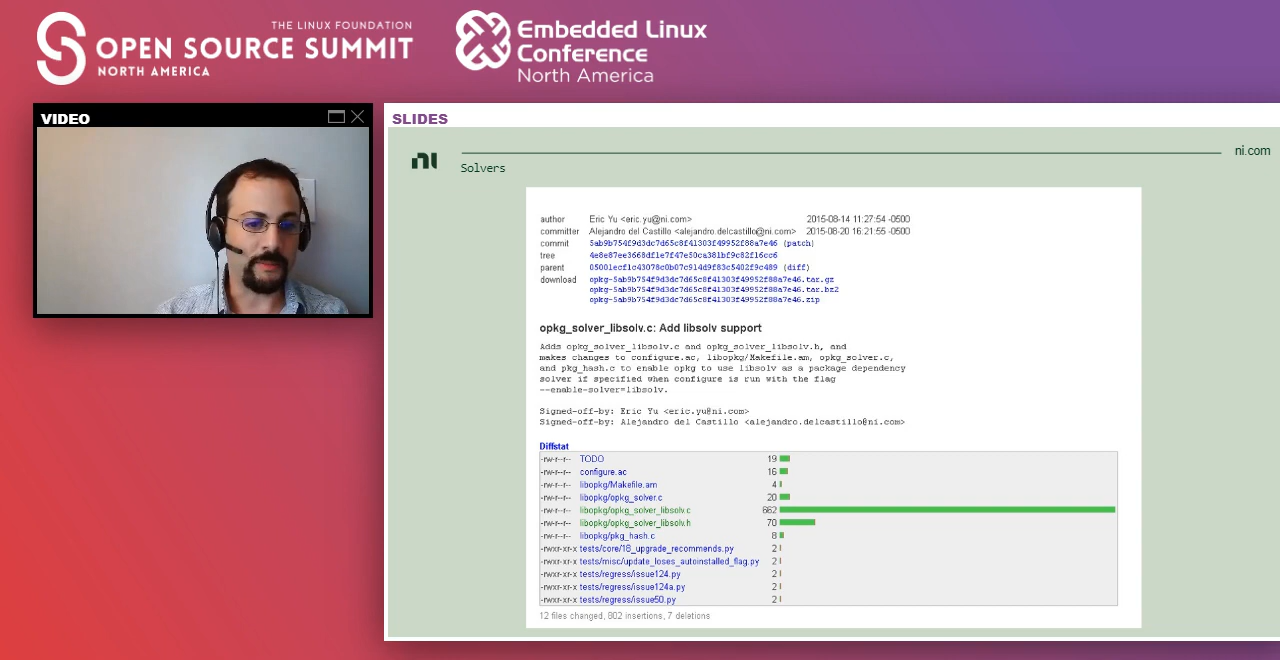 THE LINUX FOUNDATION
OPEN SOURCE SUMMIT
NORTH AMERICA
Embedded Linux
Conference
North America
VIDEO
SLIDES
ni
ni.com
Solvers
author Eric Yu <eric.yu@ni.com> 2015-08-14 11:27:54 -0500
committer Alejandro del Castillo <alejandro.delcastillo@ni.com> 2015-08-20 16:21:55 -0500
commit 5ab9b754f9d3dc7d65c8f41303f49952f88a7e46 (patch)
tree 4e8e87ee3668df1e7f47e50ca381bf9c82f16cc6
parent 05001ecf1c43078c0b07c914d9f83c5402f9c489 (diff)
download opkg-5ab9b754f9d3dc7d65c8f41303f49952f88a7e46.tar.gz
opkg-5ab9b754f9d3dc7d65c8f41303f49952f88a7e46.tar.bz2
opkg-5ab9b754f9d3dc7d65c8f41303f49952f88a7e46.zip
opkg_solver_libsolv.c: Add libsolv support
Adds opkg_solver_libsolv.c and opkg_solver_libsolv.h, and
makes changes to configure.ac, libopkg/Makefile.am, opkg_solver.c,
and pkg_hash.c to enable opkg to use libsolv as a package dependency
solver if specified when configure is run with the flag
--enable-solver=libsolv.
Signed-off-by: Eric Yu <eric.yu@ni.com>
Signed-off-by: Alejandro del Castillo <alejandro.delcastillo@ni.com>
Diffstat
-rw-r--r-- TODO 19
-rw-r--r-- configure.ac 16
-rw-r--r-- libopkg/Makefile.am 4
-rw-r--r-- libopkg/opkg_solver.c 20
-rw-r--r-- libopkg/opkg_solver_libsolv.c 662
-rw-r--r-- libopkg/opkg_solver_libsolv.h 70
-rw-r--r-- libopkg/pkg_hash.c 8
-rwxr-xr-x tests/core/18_upgrade_recommends.py 2
-rwxr-xr-x tests/misc/update_loses_autoinstalled_flag.py 2
-rwxr-xr-x tests/regress/issue124.py 2
-rwxr-xr-x tests/regress/issue124a.py 2
-rwxr-xr-x tests/regress/issue50.py 2
12 files changed, 802 insertions, 7 deletions